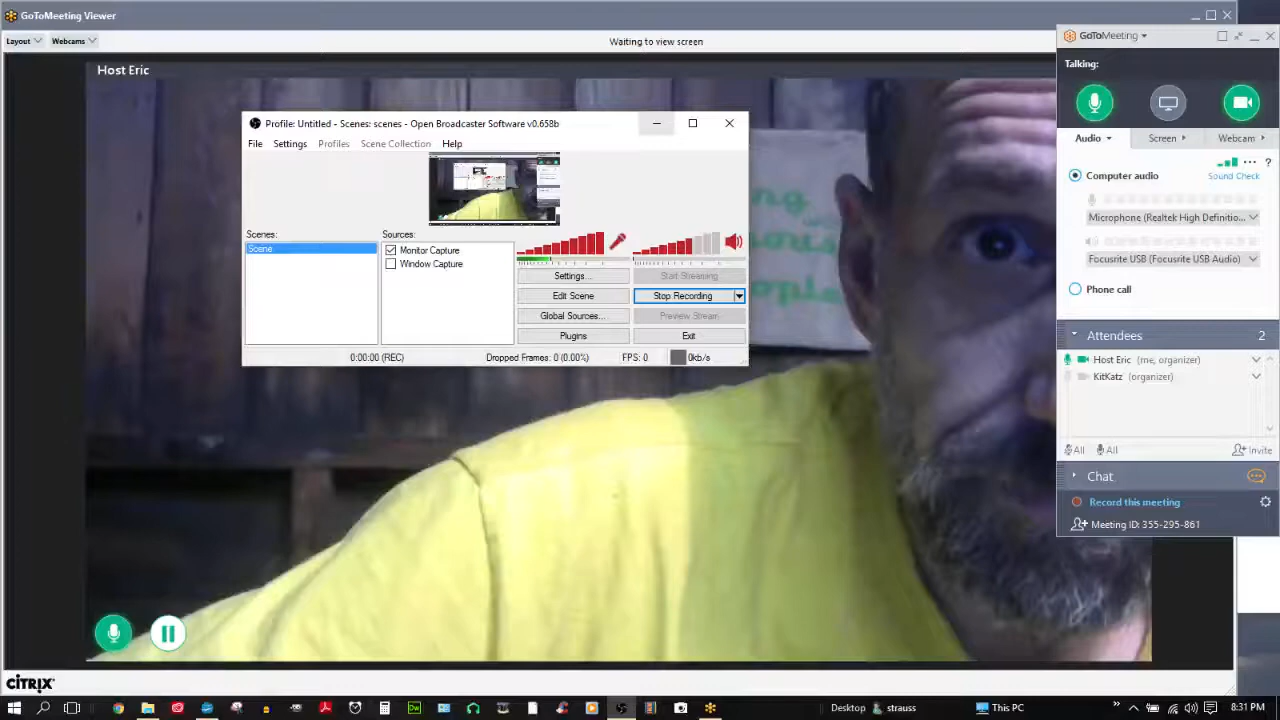 GoToMeeting Viewer
Layout
Webcams
Waiting to view screen
Host Eric
GoToMeeting
Talking:
Audio
Screen
Webcam
Computer audio
Sound Check
?
Microphone (Realtek High Definitio...
Focusrite USB (Focusrite USB Audio)
Phone call
Attendees
2
Host Eric (me, organizer)
KitKatz (organizer)
All
All
Invite
Chat
Record this meeting
Meeting ID: 355-295-861
Profile: Untitled - Scenes: scenes - Open Broadcaster Software v0.658b
File
Settings
Profiles
Scene Collection
Help
Scenes:
Scene
Sources:
Monitor Capture
Window Capture
Settings...
Start Streaming
Edit Scene
Stop Recording
Global Sources...
Preview Stream
Plugins
Exit
0:00:00 (REC)
Dropped Frames: 0 (0.00%)
FPS: 0
0kb/s
CİTRIX
Desktop
strauss
This PC
8:31 PM